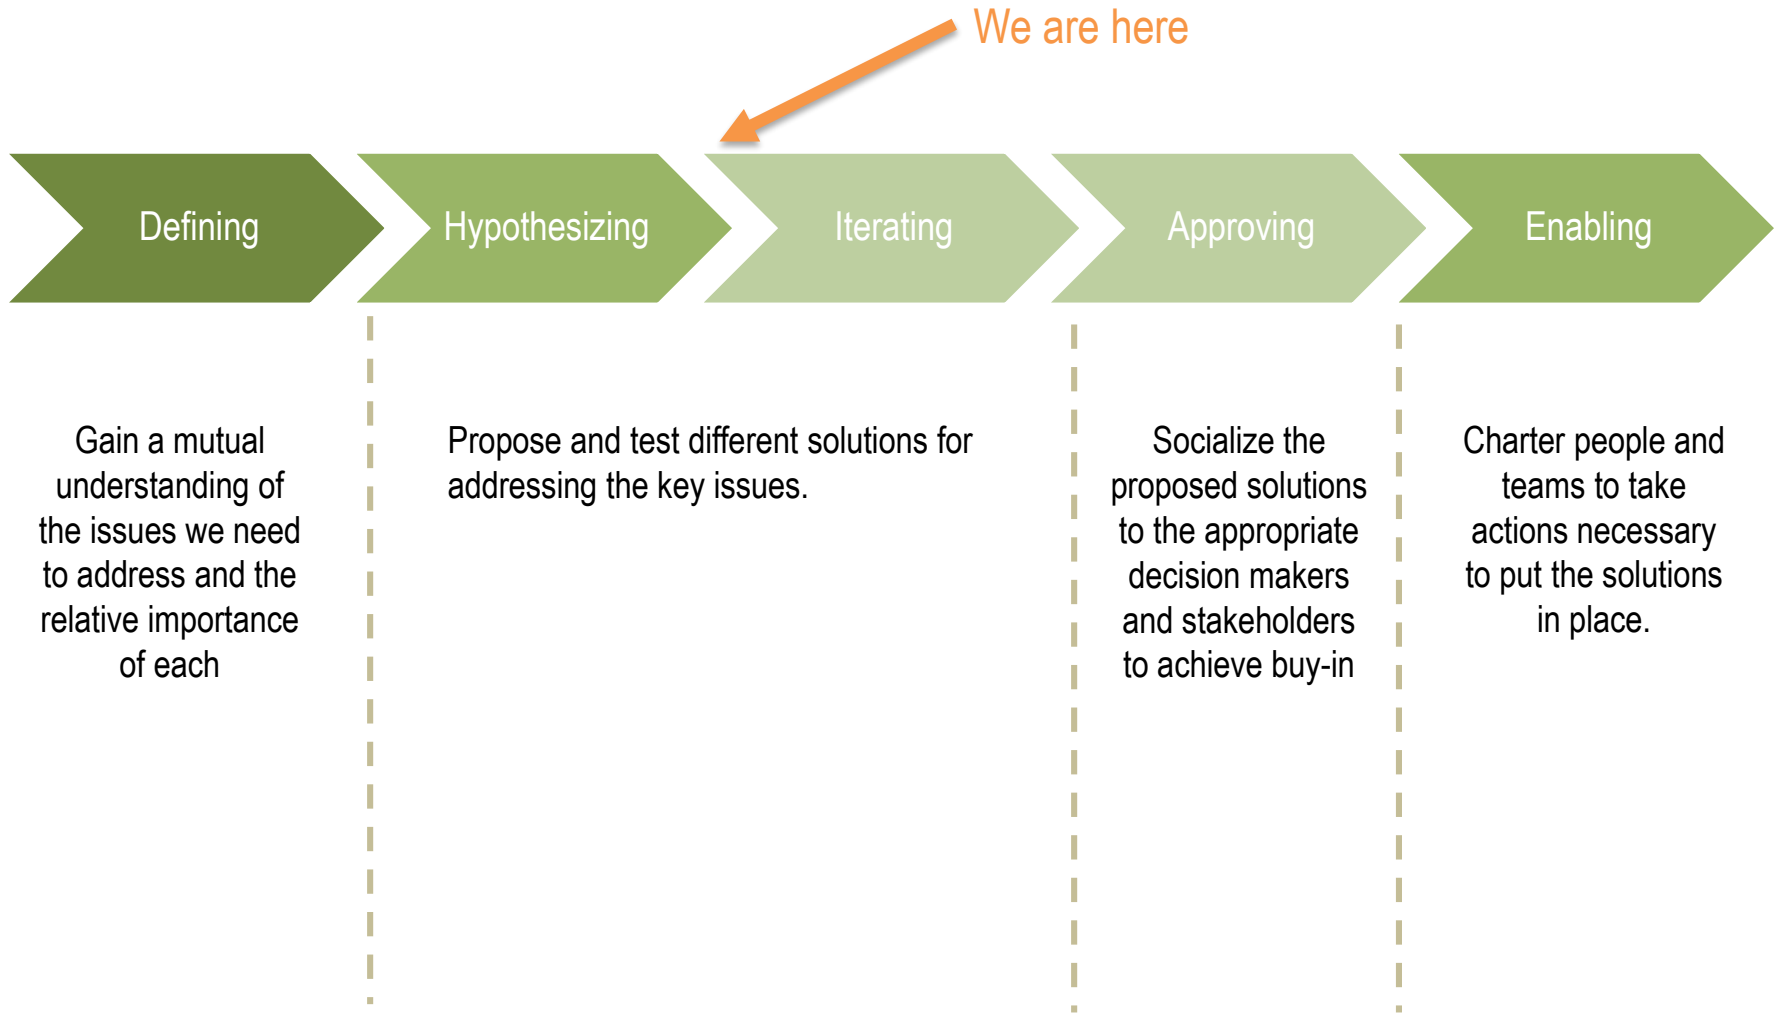 We are here
Defining
Hypothesizing
Iterating
Approving
Enabling
Gain a mutual
understanding of
the issues we need
to address and the
relative importance
of each
Propose and test different solutions for
addressing the key issues.
Socialize the
proposed solutions
to the appropriate
decision makers
and stakeholders
to achieve buy-in
Charter people and
teams to take
actions necessary
to put the solutions
in place.